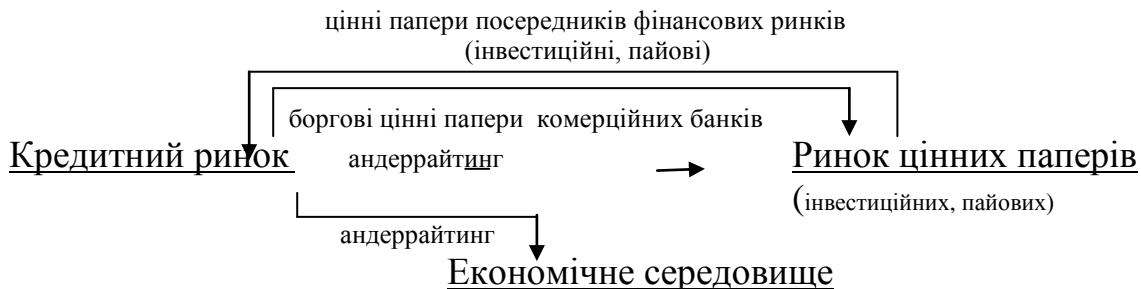 цінні папери посередників фінансових ринків
(інвестиційні, пайові)
боргові цінні папери комерційних банків
Кредитний ринок андеррайтинг Ринок цінних паперів
(інвестиційних, пайових)
андеррайтинг
Економічне середовище